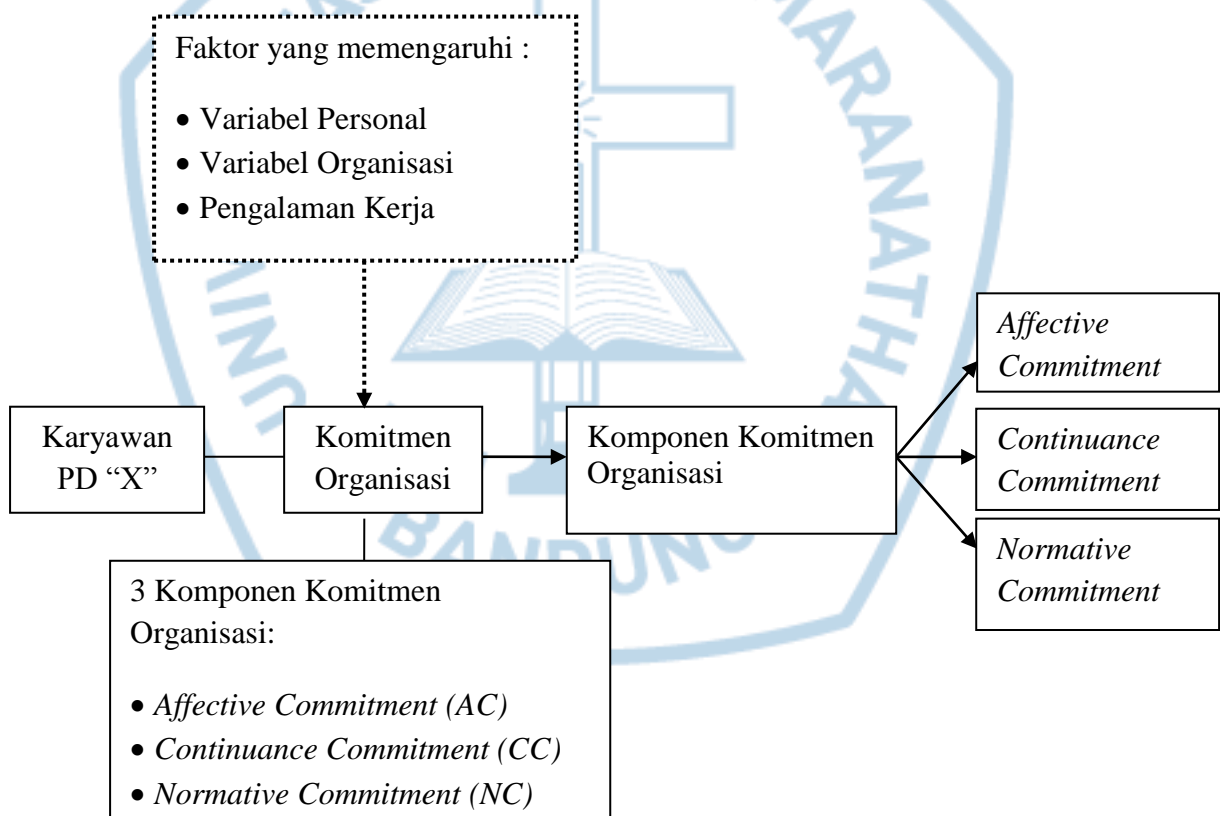 Faktor yang memengaruhi :
• Variabel Personal
• Variabel Organisasi
• Pengalaman Kerja
Karyawan
PD “X”
Komitmen
Organisasi
Komponen Komitmen
Organisasi
Affective
Commitment
Continuance
Commitment
Normative
Commitment
3 Komponen Komitmen
Organisasi:
• Affective Commitment (AC)
• Continuance Commitment (CC)
• Normative Commitment (NC)
BANDUNG